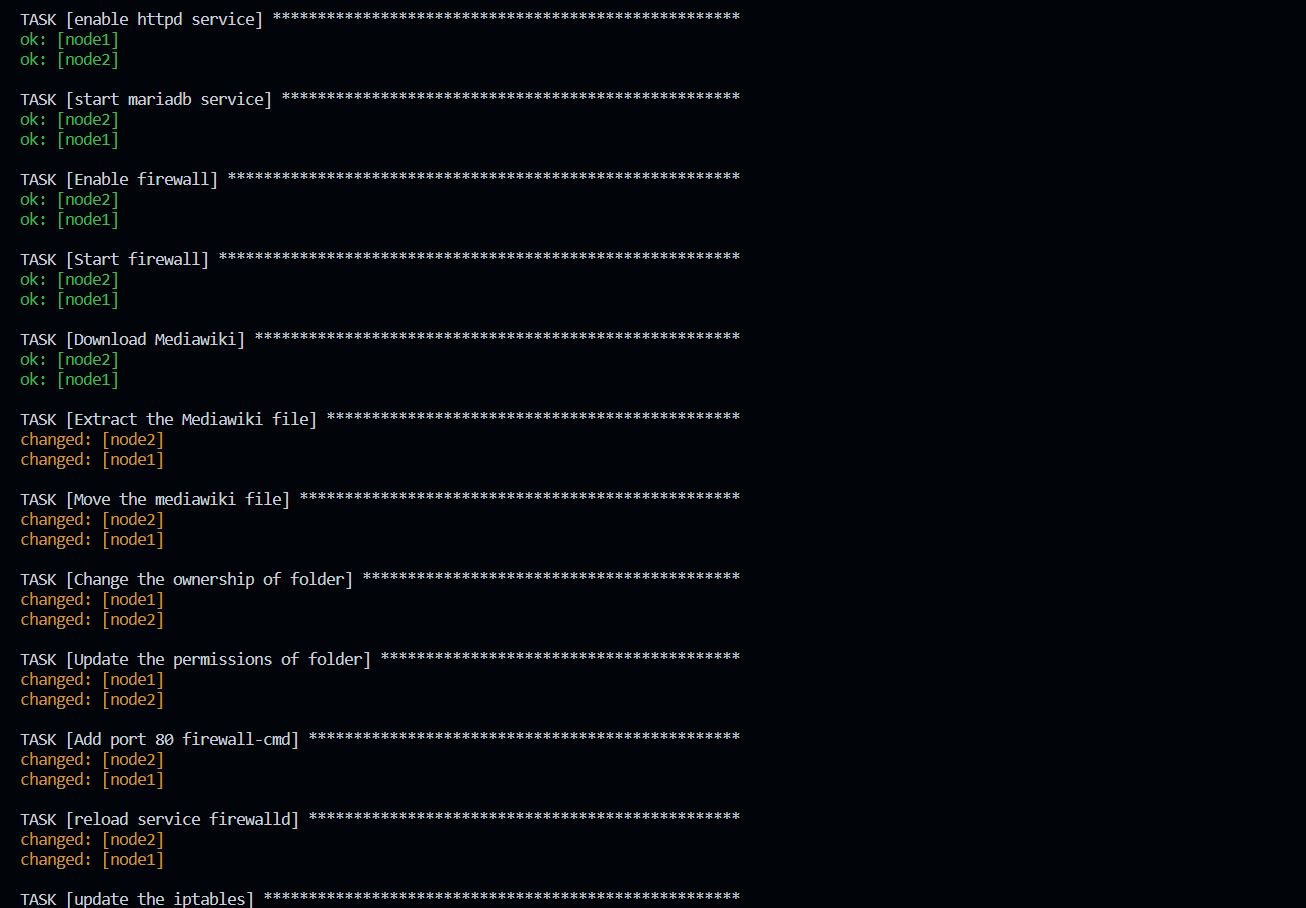 TASK [enable httpd service] ****************************************************
ok: [node1]
ok: [node2]
TASK [start mariadb service] ***************************************************
ok: [node2]
ok: [node1]
TASK [Enable firewall] *********************************************************
ok: [node2]
ok: [node1]
TASK [Start firewall] **********************************************************
ok: [node2]
ok: [node1]
TASK [Download Mediawiki] ******************************************************
ok: [node2]
ok: [node1]
TASK [Extract the Mediawiki file] **********************************************
changed: [node2]
changed: [node1]
TASK [Move the mediawiki file] *************************************************
changed: [node2]
changed: [node1]
TASK [Change the ownership of folder] ******************************************
changed: [node1]
changed: [node2]
TASK [Update the permissions of folder] ****************************************
changed: [node1]
changed: [node2]
TASK [Add port 80 firewall-cmd] ************************************************
changed: [node2]
changed: [node1]
TASK [reload service firewalld] ************************************************
changed: [node2]
changed: [node1]
TASK [update the iptables] *****************************************************